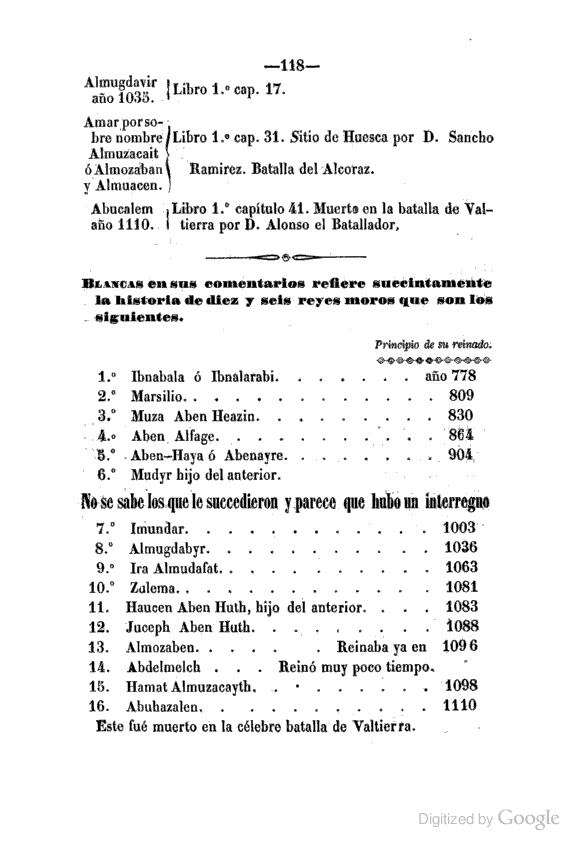 —118—
Almugdavir
año 1035. Libro 1.º cap. 17.
Amar por so-
bre nombre Libro 1.º cap. 31. Sitio de Huesca por D. Sancho
Almuzacait
ó Almozaban Ramirez. Batalla del Alcoraz.
y Almuacen.
Abucalem Libro 1.º capítulo 41. Muerto en la batalla de Val-
año 1110. tierra por D. Alonso el Batallador,
BLANCAS en sus comentarios refiere succintamente
la historia de diez y seis reyes moros que son los
siguientes.
Principio de su reinado.
1.º Ibnabala ó Ibnalarabi. . . . . . . año 778
2.º Marsilio. . . . . . . . . . . . . 809
3.º Muza Aben Heazin. . . . . . . . . 830
4.º Aben Alfage. . . . . . . . . . . 864
5.º Aben-Haya ó Abenayre. . . . . . . . 904
6.º Mudyr hijo del anterior.
No se sabe los que le succedieron y parece que hubo un interregno
7.º Imundar. . . . . . . . . . . . 1003
8.º Almugdabyr. . . . . . . . . . . 1036
9.º Ira Almudafat. . . . . . . . . . 1063
10.º Zulema. . . . . . . . . . . . 1081
11. Haucen Aben Huth, hijo del anterior. . . . 1083
12. Juceph Aben Huth. . . . . . . . . 1088
13. Almozaben. . . . . . Reinaba ya en 1096
14. Abdelmelch . . . Reinó muy poco tiempo.
15. Hamat Almuzacayth. . . . . . . . . 1098
16. Abuhazalen. . . . . . . . . . . 1110
Este fué muerto en la célebre batalla de Valtierra.
Digitized by Google